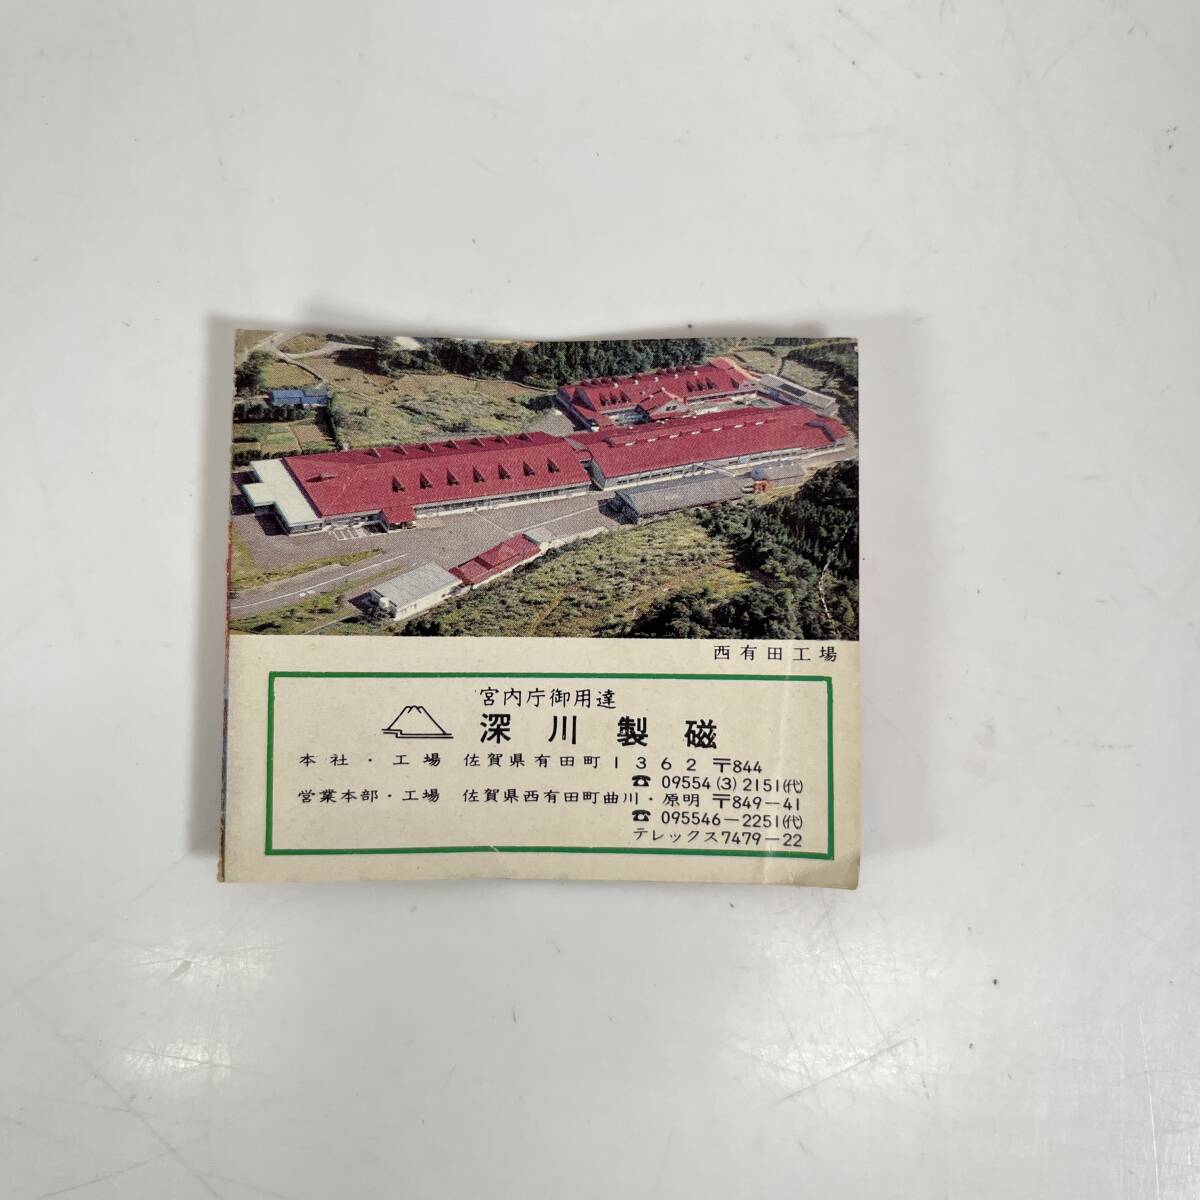 西有田工場
宮内庁御用達
深川製磁
本社・工場 佐賀県有田町1362 〒844
☎ 09554(3)2151(代)
営業本部・工場 佐賀県西有田町曲川・原明 〒849-41
☎ 095546-2251(代)
テレックス7479-22